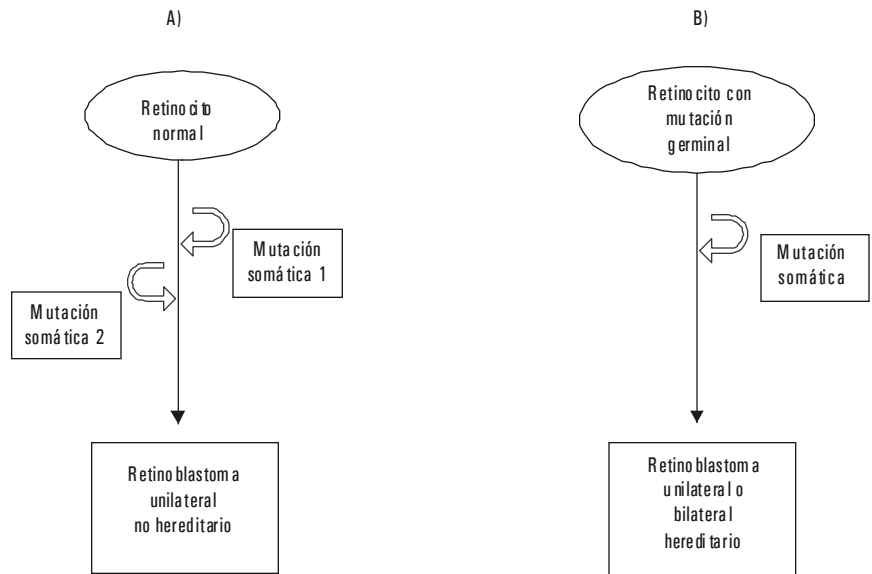 A)
Retinocito
normal
Mutación
somática 1
Mutación
somática 2
Retinoblastoma
unilateral
no hereditario
B)
Retinocito con
mutación
germinal
Mutación
somática
Retinoblastoma
unilateral o
bilateral
hereditario